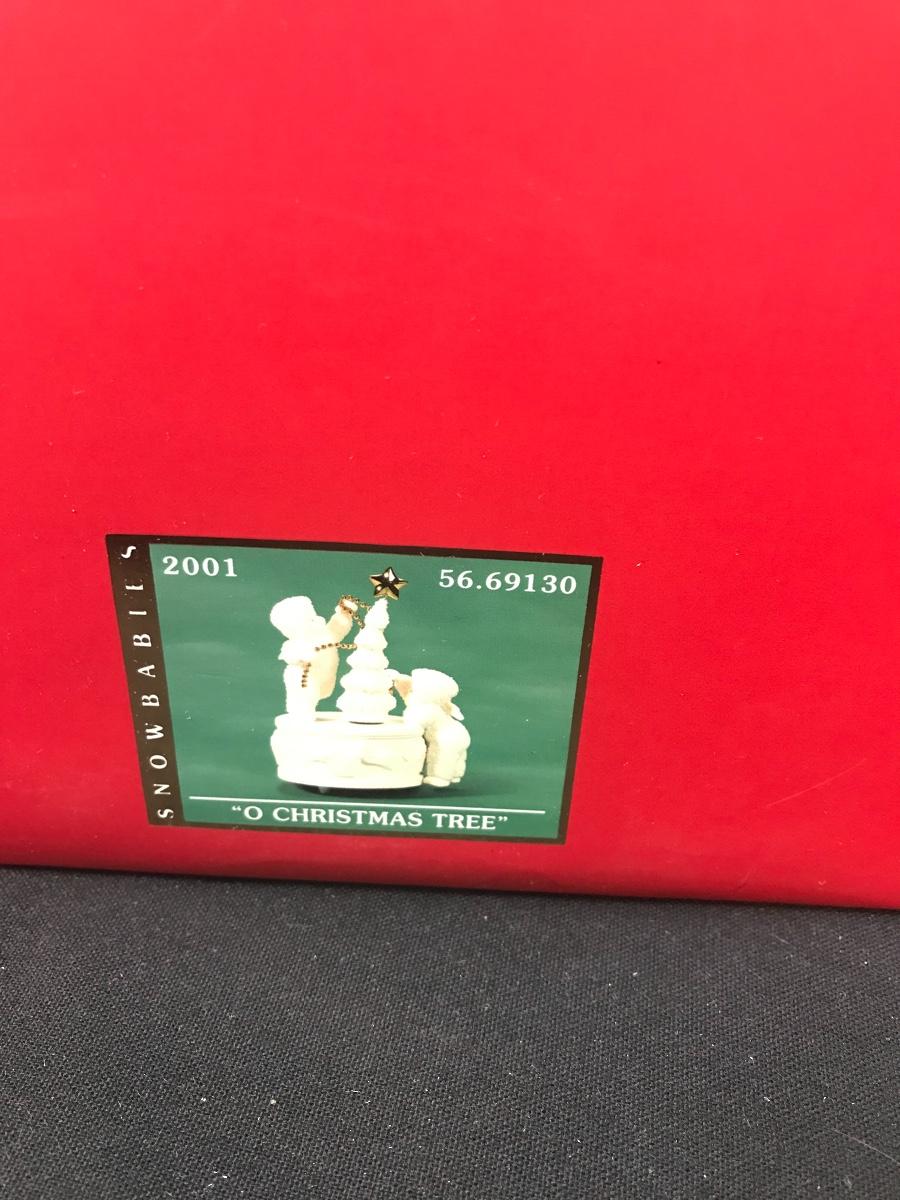 SNOWBABIES
2001
56.69130
“O CHRISTMAS TREE”